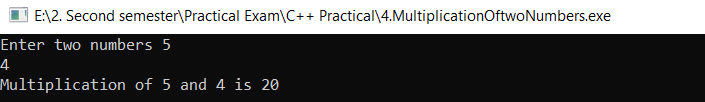 E:\2. Second semester\Practical Exam\C++ Practical\4.MultiplicationOftwoNumbers.exe
Enter two numbers 5
4
Multiplication of 5 and 4 is 20